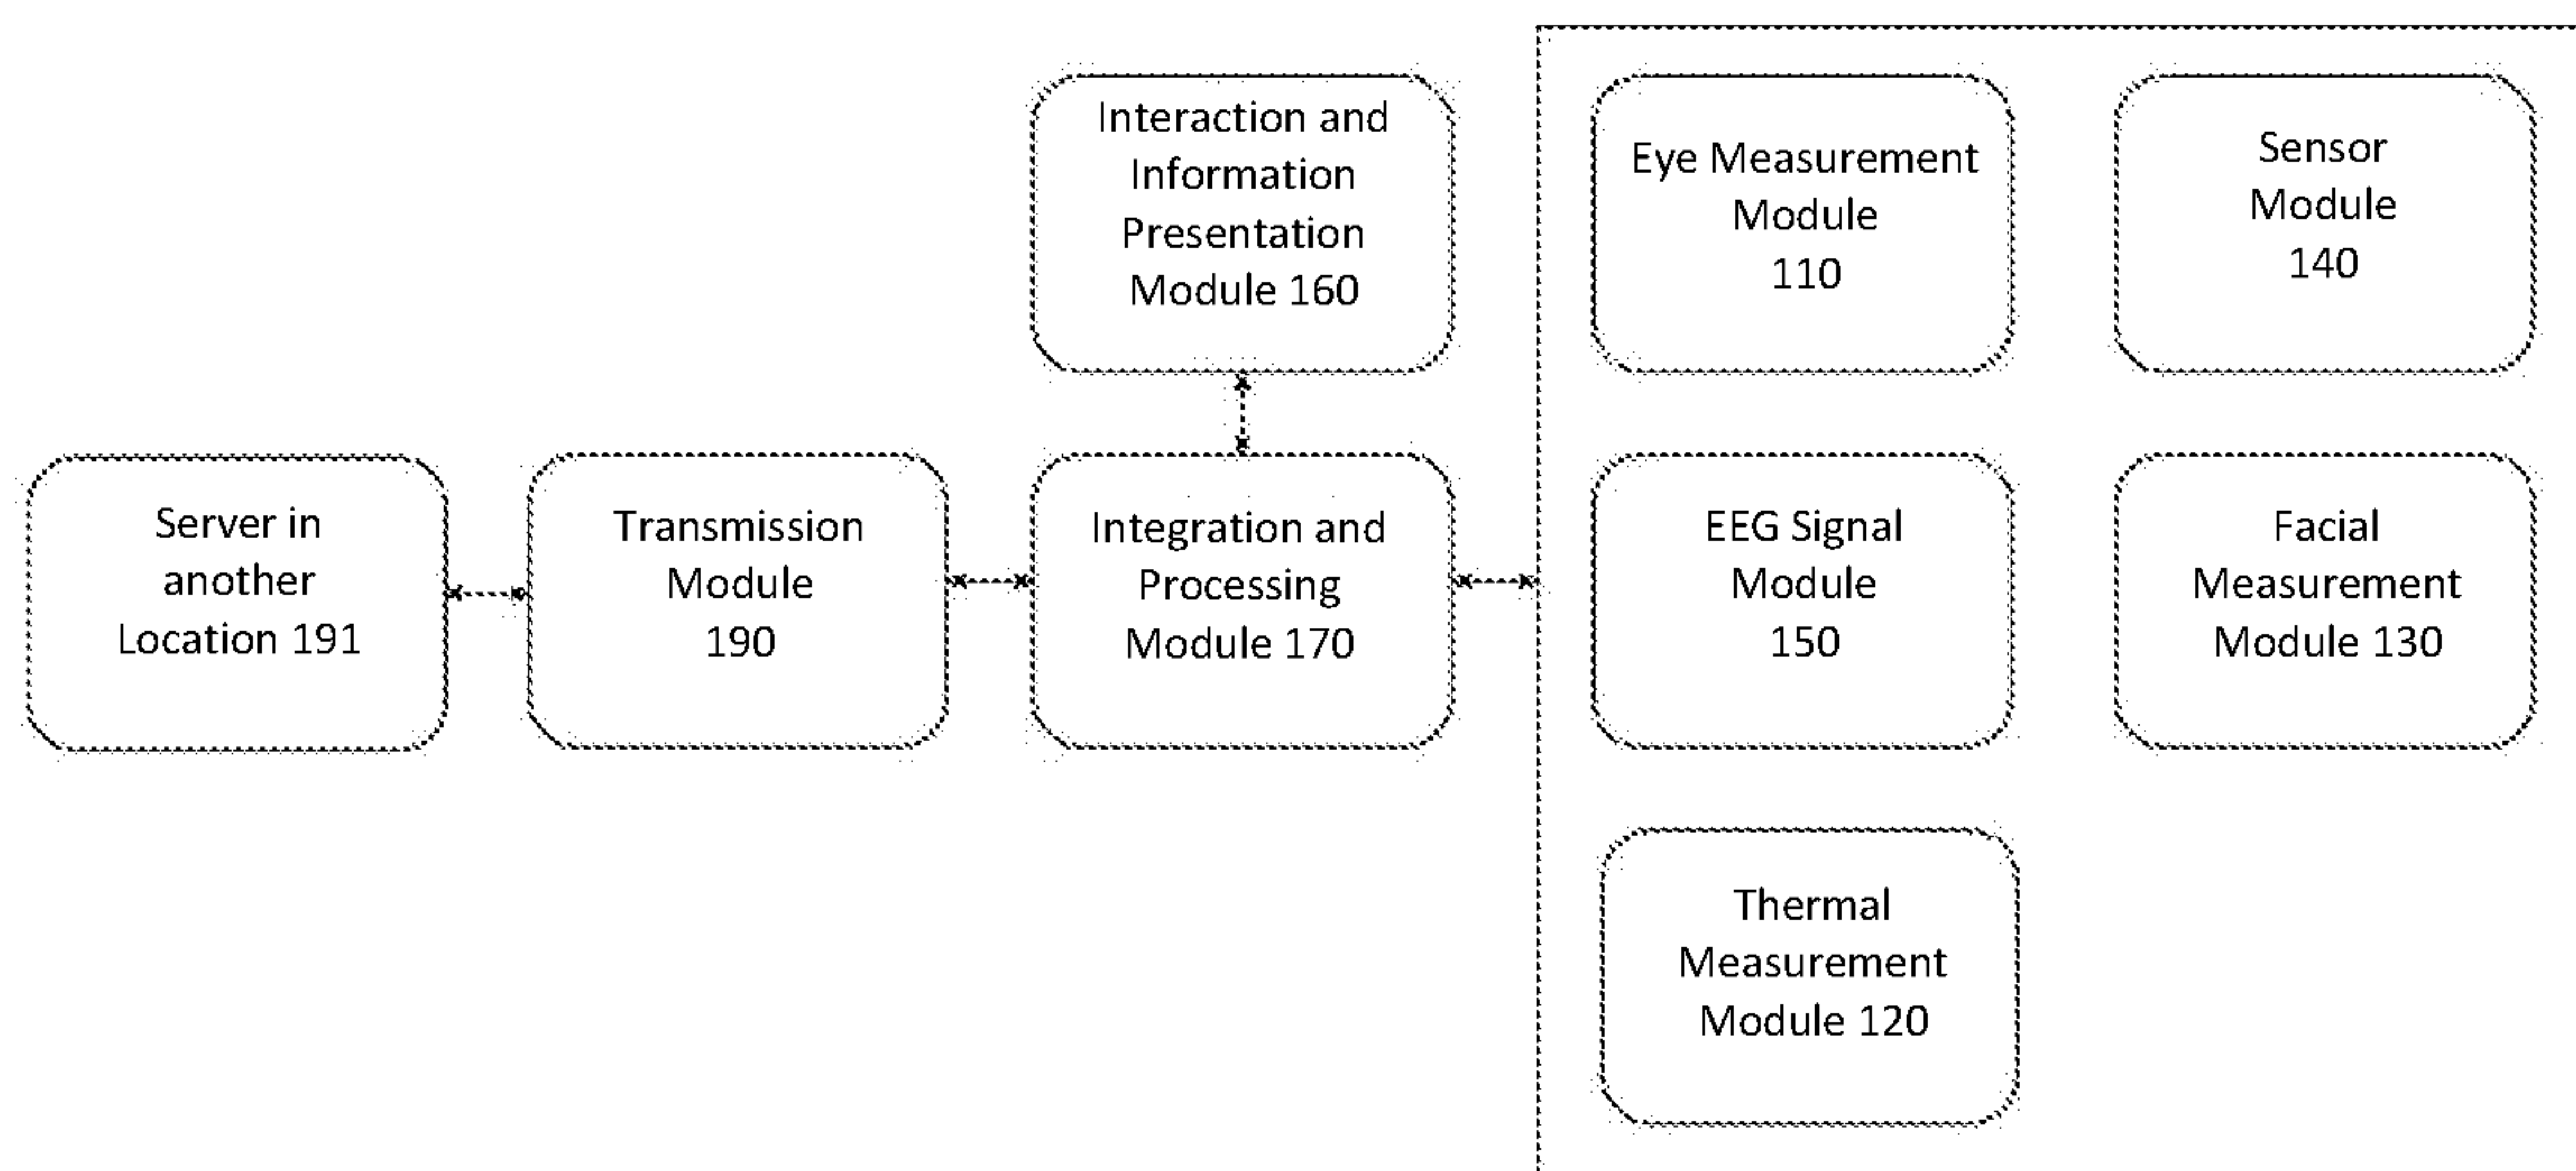 Interaction and
Information
Presentation
Module 160
Eye Measurement
Module
110
Sensor
Module
140
Server in
another
Location 191
Transmission
Module
190
Integration and
Processing
Module 170
EEG Signal
Module
150
Facial
Measurement
Module 130
Thermal
Measurement
Module 120